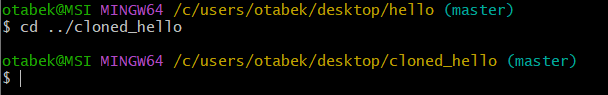 otabek@MSI MINGW64 /c/users/otabek/desktop/hello (master)
$ cd ../cloned_hello
otabek@MSI MINGW64 /c/users/otabek/desktop/cloned_hello (master)
$